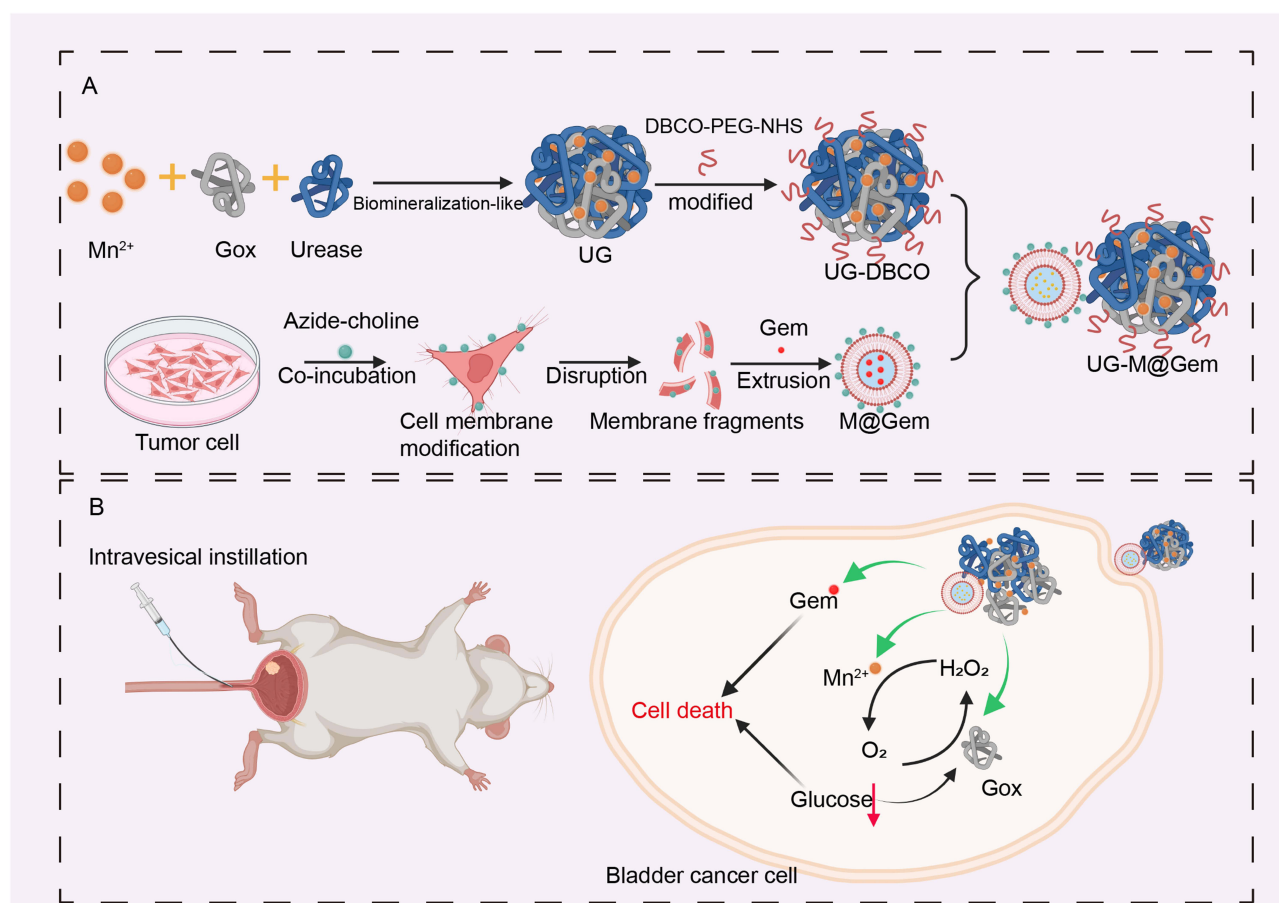 A
DBCO-PEG-NHS
Biomineralization-like
modified
Mn²⁺
Gox
Urease
UG
UG-DBCO
UG-M@Gem
Azide-choline
Co-incubation
Disruption
Gem
Extrusion
Tumor cell
Cell membrane
modification
Membrane fragments
M@Gem
B
Intravesical instillation
Gem
Mn²⁺
H₂O₂
Cell death
O₂
Glucose
Gox
Bladder cancer cell